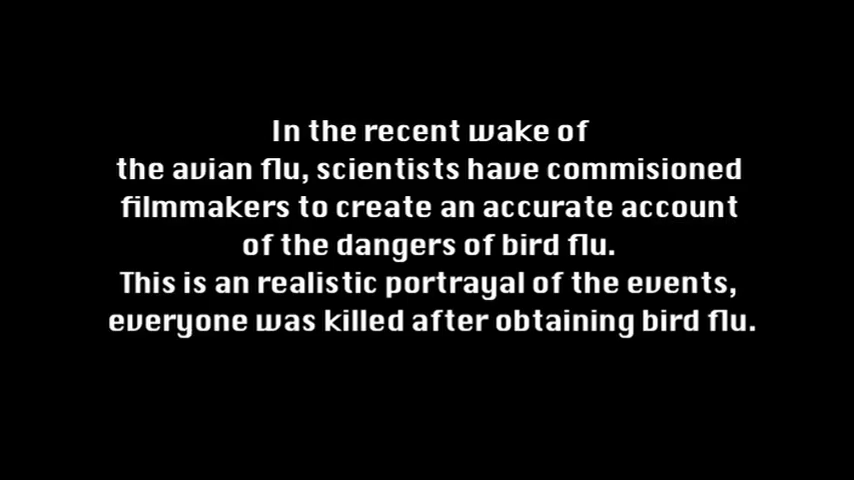 In the recent wake of
the avian flu, scientists have commisioned
filmmakers to create an accurate account
of the dangers of bird flu.
This is an realistic portrayal of the events,
everyone was killed after obtaining bird flu.